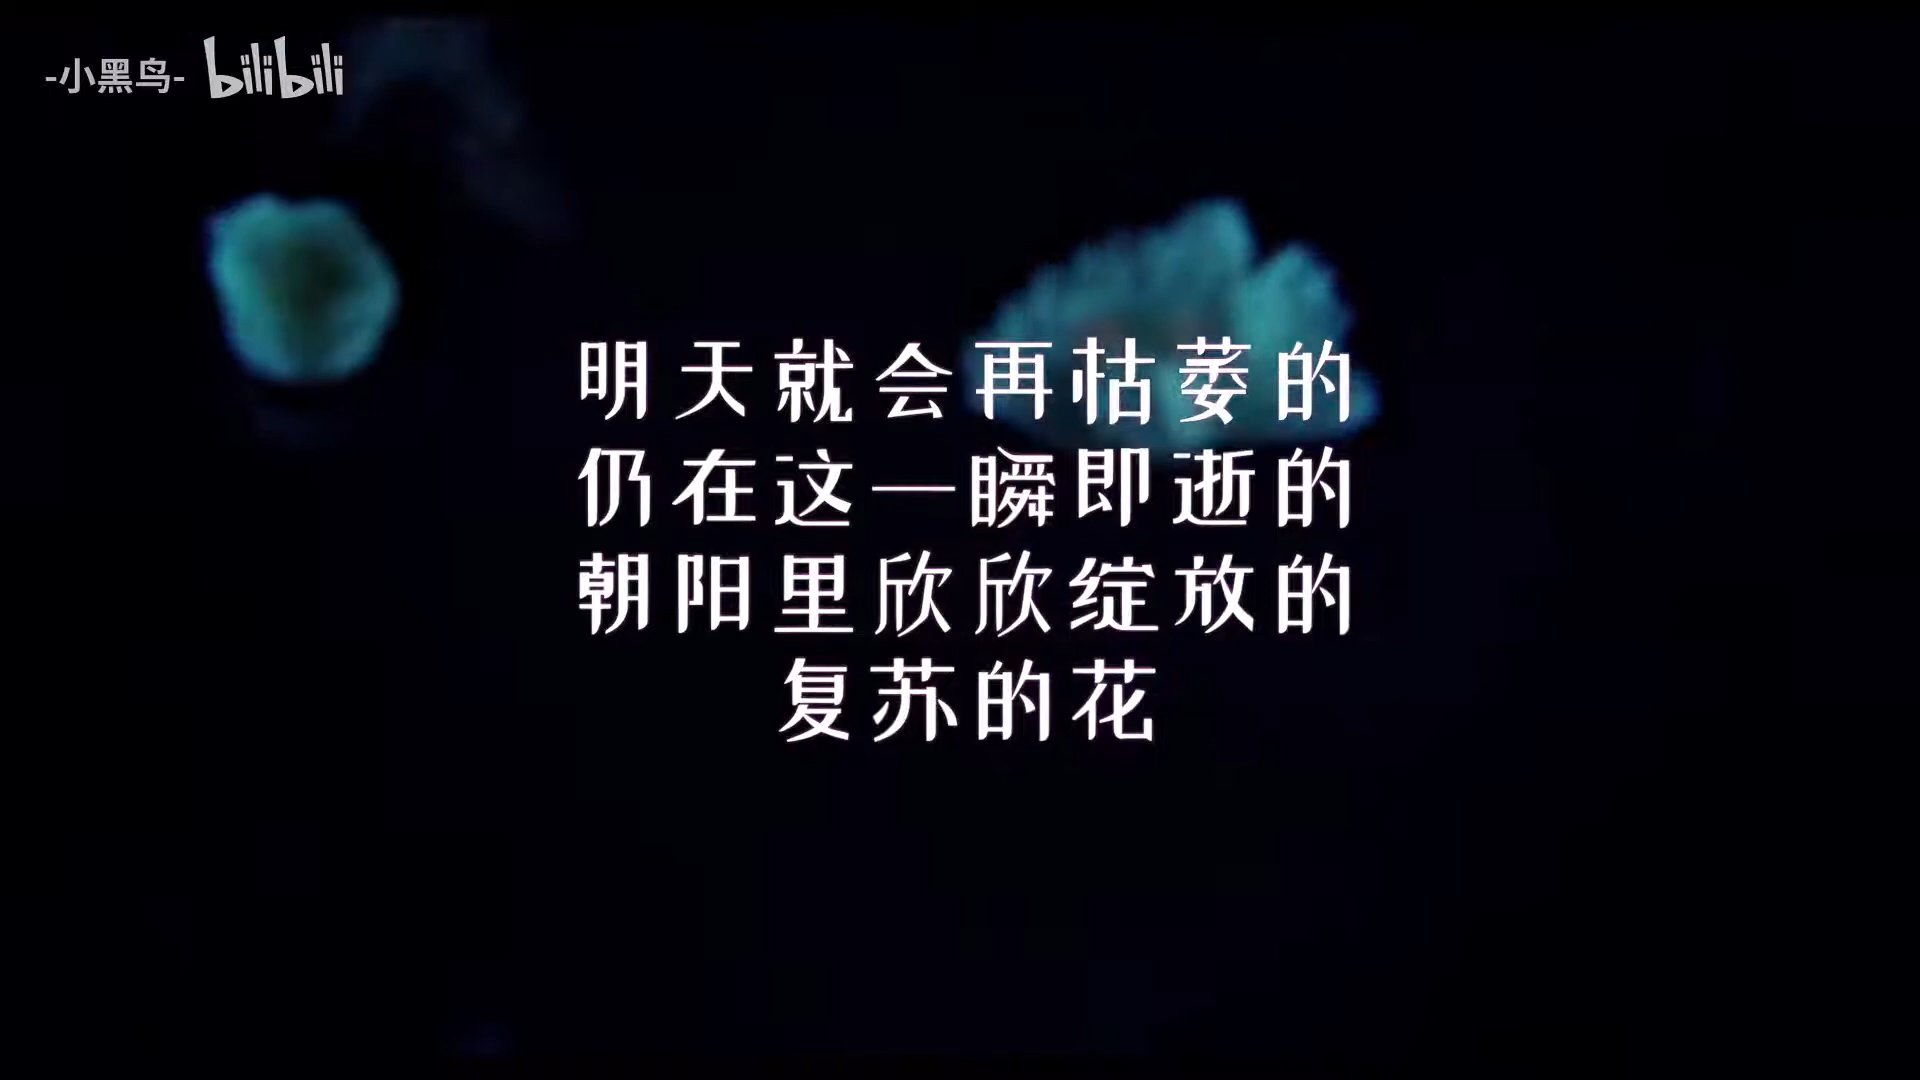 -小黑鸟- bilibili
明天就会再枯萎的
仍在这一瞬即逝的
朝阳里欣欣绽放的
复苏的花